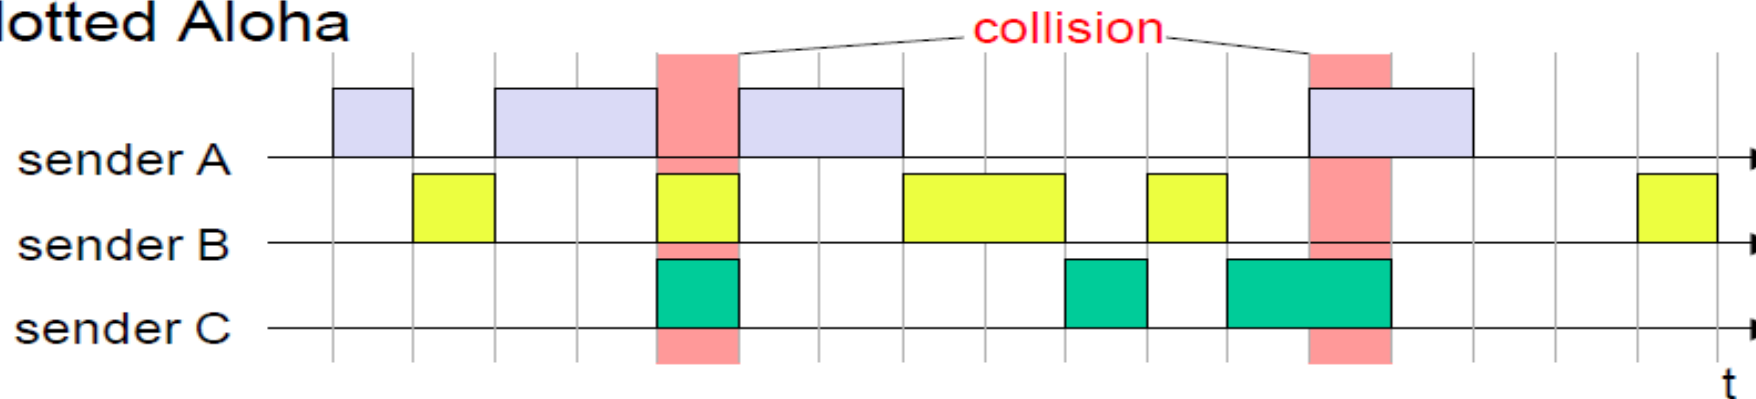 lotted Aloha
collision
sender A
sender B
sender C
t